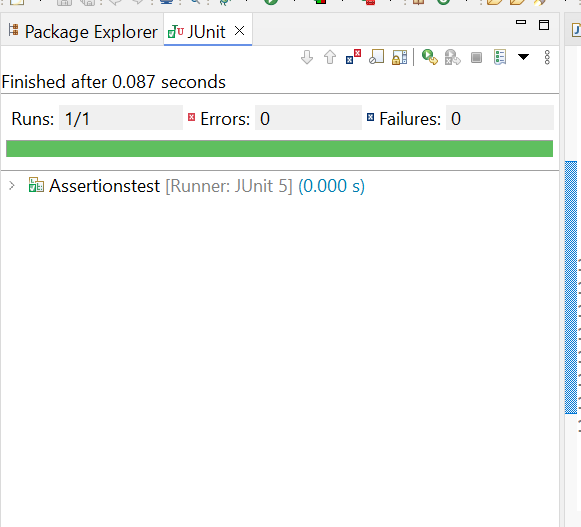 Package Explorer JUnit
Finished after 0.087 seconds
Runs: 1/1 Errors: 0 Failures: 0
Assertionstest [Runner: JUnit 5] (0.000 s)